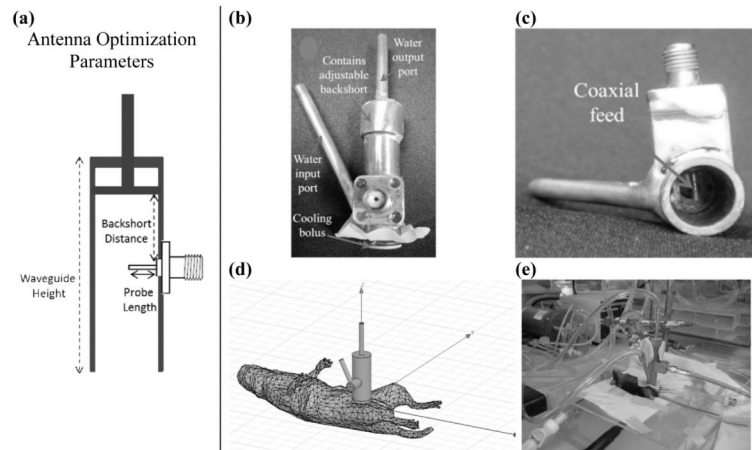 (a)
Antenna Optimization
Parameters
Waveguide
Height
Backshort
Distance
Probe
Length
(b)
Contains
adjustable
backshort
Water
output
port
Water
input
port
Cooling
bolus
(c)
Coaxial
feed
(d)
(e)